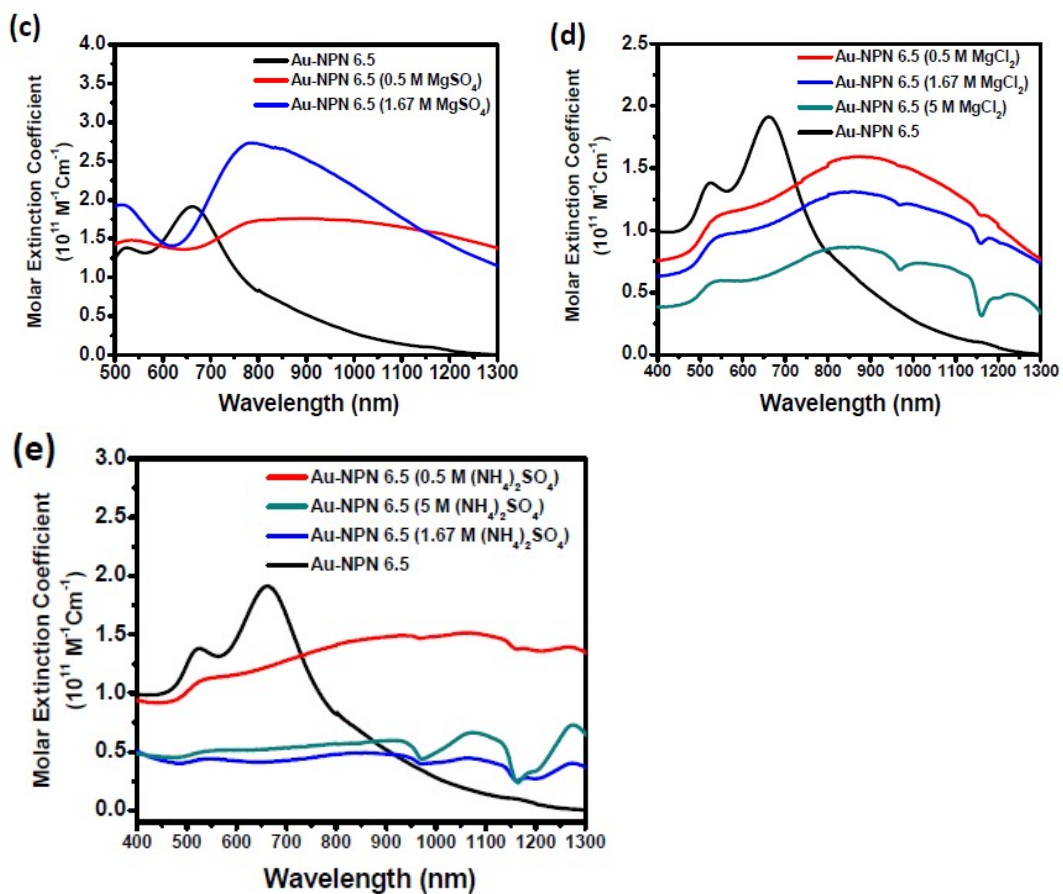 (c)
4.0
3.5
3.0
2.5
2.0
1.5
1.0
0.5
0.0
Molar Extinction Coefficient
(10¹¹ M⁻¹Cm⁻¹)
Au-NPN 6.5
Au-NPN 6.5 (0.5 M MgSO₄)
Au-NPN 6.5 (1.67 M MgSO₄)
500 600 700 800 900 1000 1100 1200 1300
Wavelength (nm)
(d)
2.5
2.0
1.5
1.0
0.5
0.0
Molar Extinction Coefficient
(10¹¹ M⁻¹Cm⁻¹)
Au-NPN 6.5 (0.5 M MgCl₂)
Au-NPN 6.5 (1.67 MgCl₂)
Au-NPN 6.5 (5 M MgCl₂)
Au-NPN 6.5
400 500 600 700 800 900 1000 1100 1200 1300
Wavelength (nm)
(e)
3.0
2.5
2.0
1.5
1.0
0.5
0.0
Molar Extinction Coefficient
(10¹¹ M⁻¹Cm⁻¹)
Au-NPN 6.5 (0.5 M (NH₄)₂SO₄)
Au-NPN 6.5 (5 M (NH₄)₂SO₄)
Au-NPN 6.5 (1.67 M (NH₄)₂SO₄)
Au-NPN 6.5
400 500 600 700 800 900 1000 1100 1200 1300
Wavelength (nm)